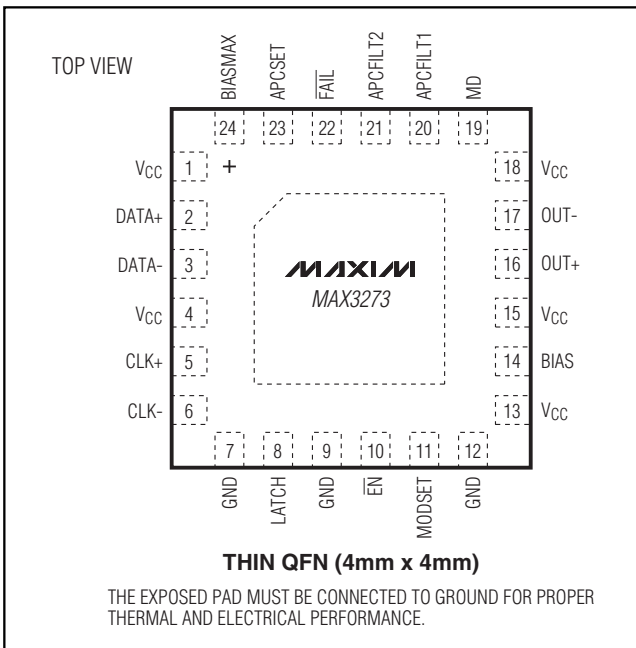 TOP VIEW
BIASMAX
APCSET
F̅A̅I̅L̅
APCFILT2
APCFILT1
MD
24 23 22 21 20 19
VCC 1 + 18 VCC
DATA+ 2 17 OUT-
DATA- 3 MAXIM 16 OUT+
MAX3273
VCC 4 15 VCC
CLK+ 5 14 BIAS
CLK- 6 13 VCC
7 8 9 10 11 12
GND
LATCH
GND
E̅N̅
MODSET
GND
THIN QFN (4mm x 4mm)
THE EXPOSED PAD MUST BE CONNECTED TO GROUND FOR PROPER
THERMAL AND ELECTRICAL PERFORMANCE.